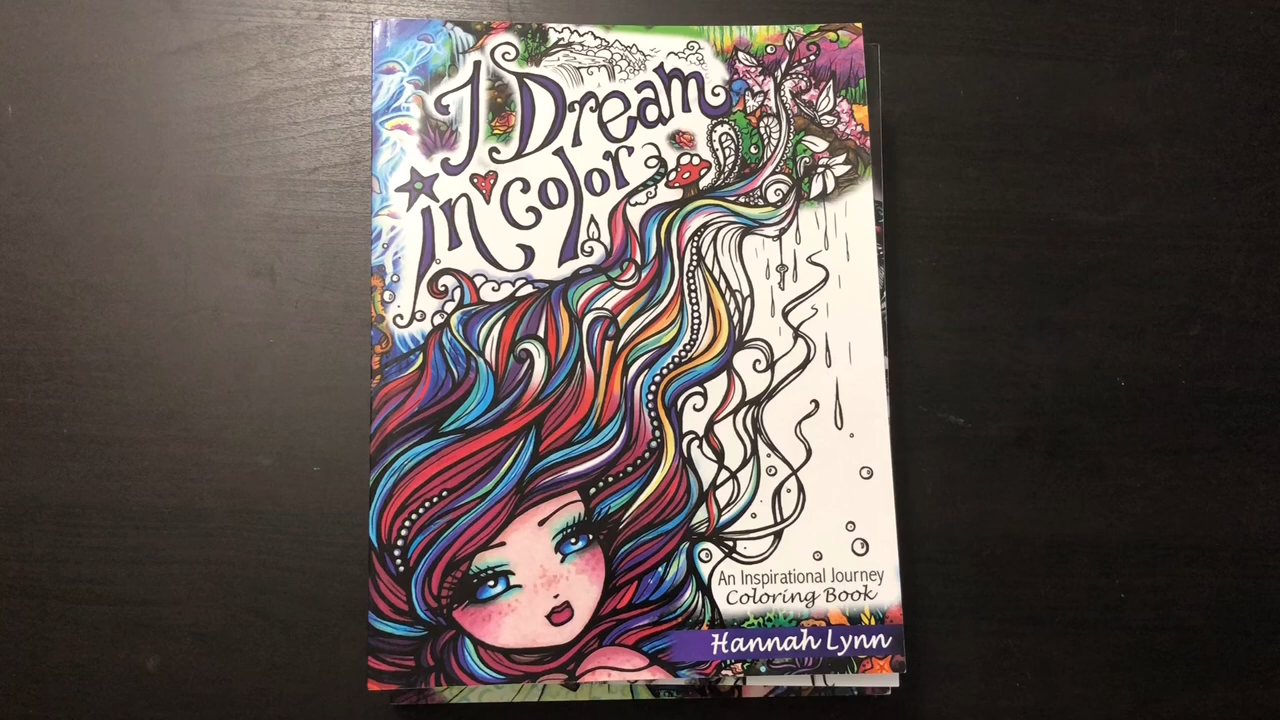 I Dream
in color
An Inspirational Journey
Coloring Book
Hannah Lynn